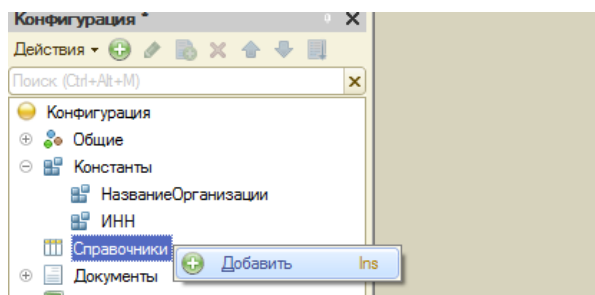 Конфигурация *
Действия
Поиск (Ctrl+Alt+M)
Конфигурация
Общие
Константы
НазваниеОрганизации
ИНН
Справочники
Добавить Ins
Документы